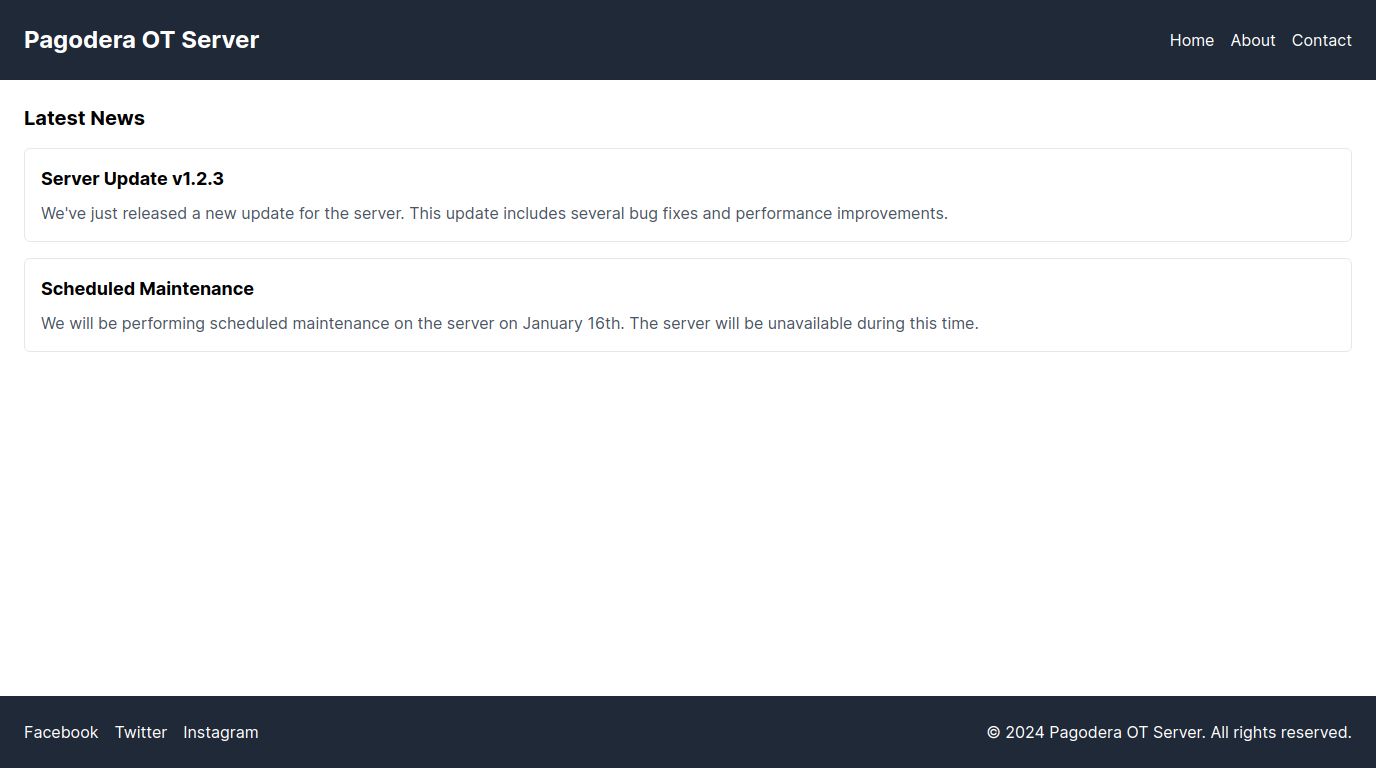 Pagodera OT Server
Home About Contact
Latest News
Server Update v1.2.3
We've just released a new update for the server. This update includes several bug fixes and performance improvements.
Scheduled Maintenance
We will be performing scheduled maintenance on the server on January 16th. The server will be unavailable during this time.
Facebook Twitter Instagram
© 2024 Pagodera OT Server. All rights reserved.